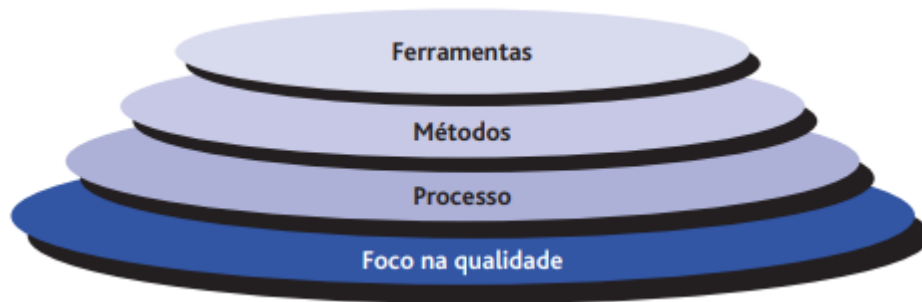 Ferramentas
Métodos
Processo
Foco na qualidade